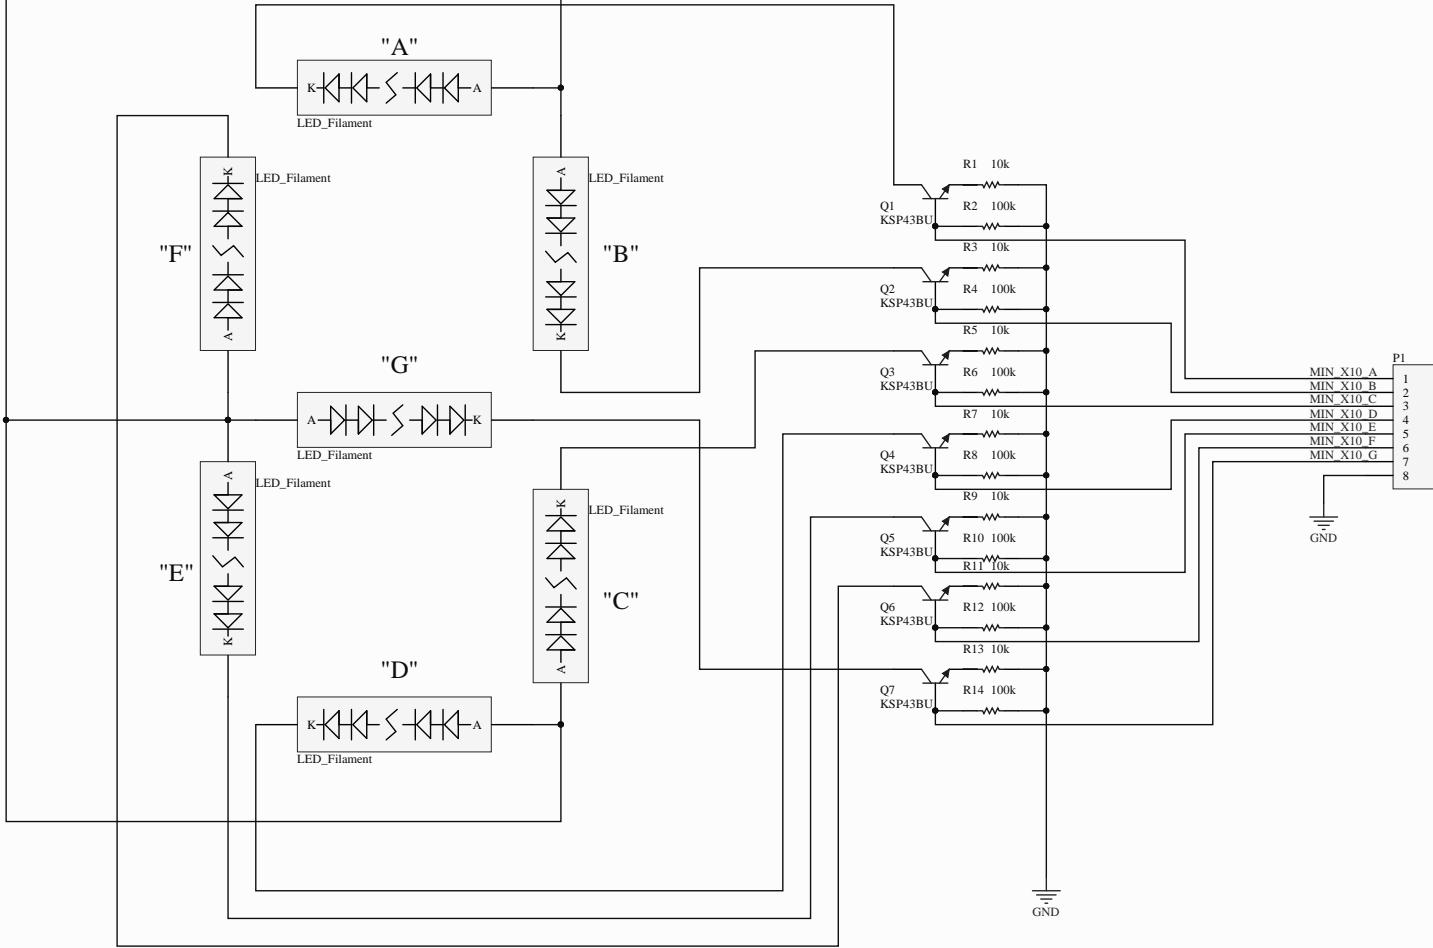 "A"
K A
LED_Filament
K
LED_Filament
"F"
A
A
LED_Filament
"B"
K
"G"
A K
LED_Filament
A
LED_Filament
"E"
K
K
LED_Filament
"C"
A
"D"
K A
LED_Filament
R1 10k
Q1 R2 100k
KSP43BU
R3 10k
Q2 R4 100k
KSP43BU
R5 10k
Q3 R6 100k
KSP43BU
R7 10k
Q4 R8 100k
KSP43BU
R9 10k
Q5 R10 100k
KSP43BU
R11 10k
Q6 R12 100k
KSP43BU
R13 10k
Q7 R14 100k
KSP43BU
GND
P1
MIN_X10_A 1
MIN_X10_B 2
MIN_X10_C 3
MIN_X10_D 4
MIN_X10_E 5
MIN_X10_F 6
MIN_X10_G 7
8
GND